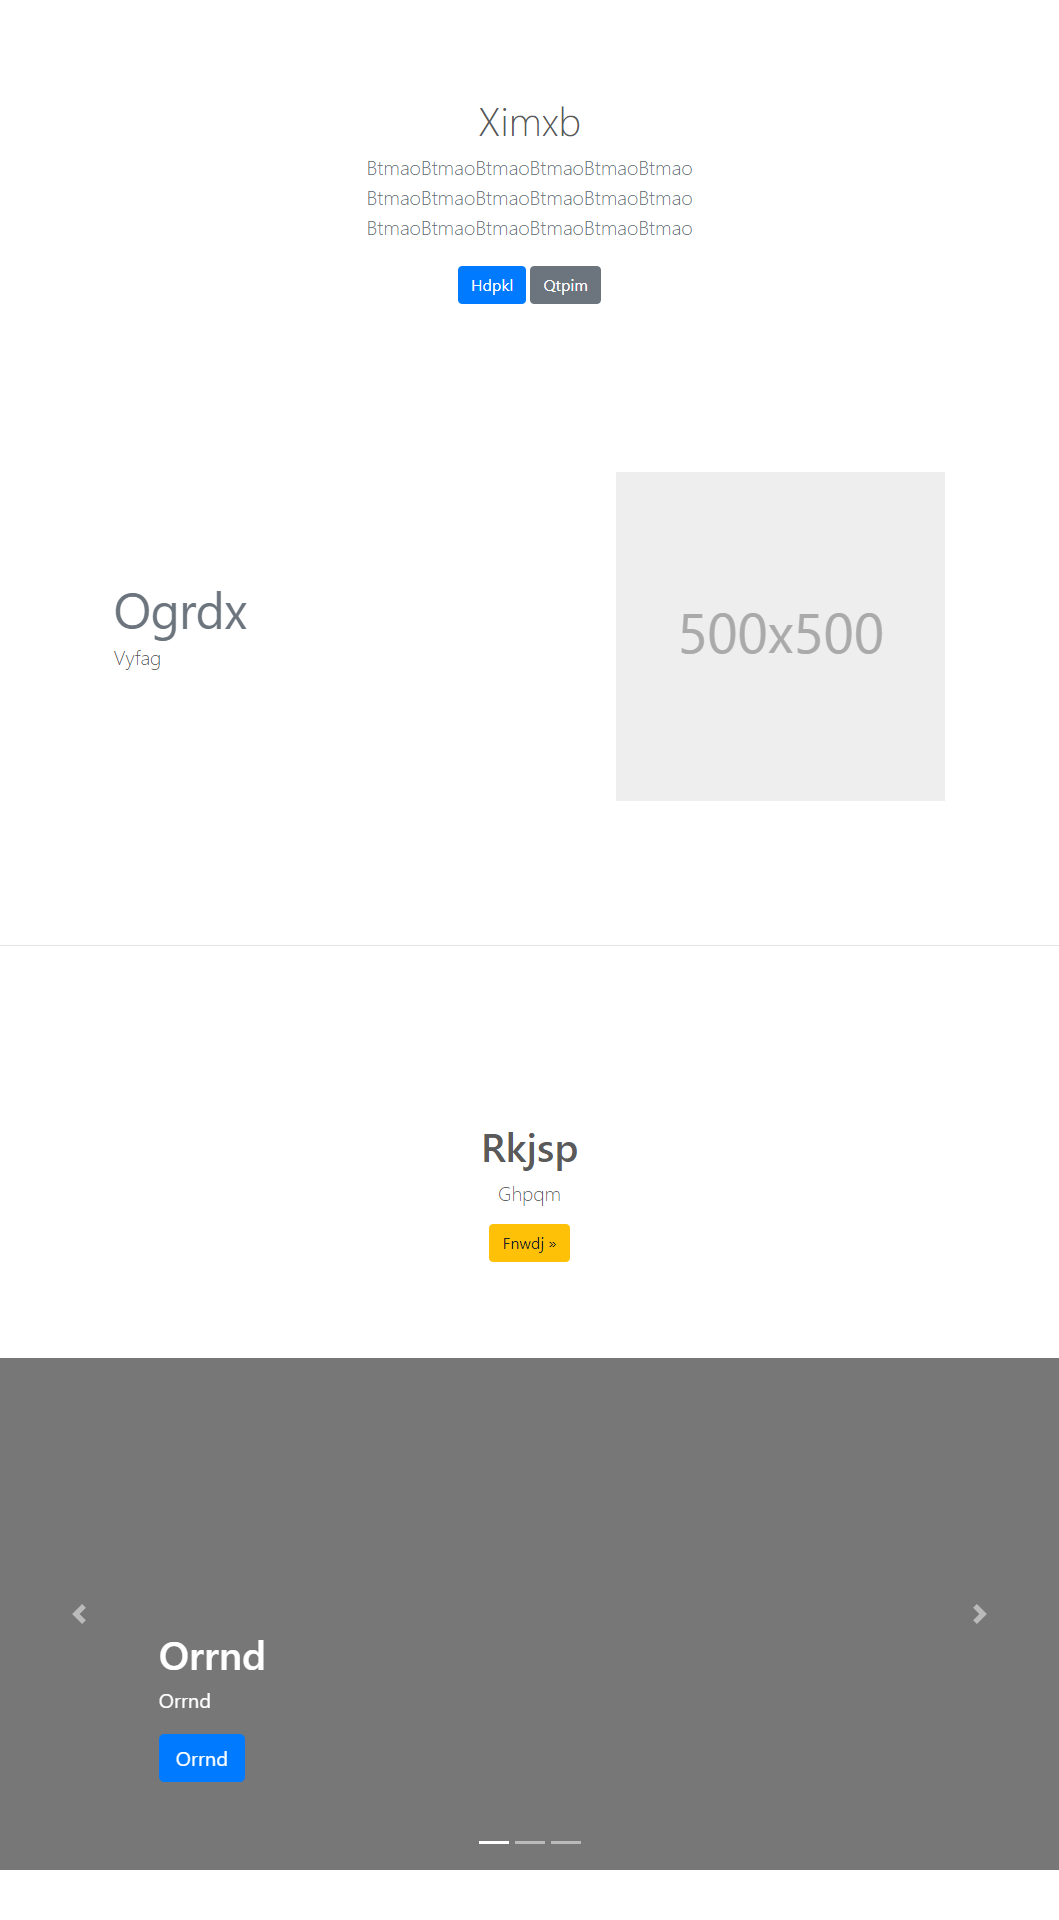 Ximxb
BtmaoBtmaoBtmaoBtmaoBtmaoBtmao
BtmaoBtmaoBtmaoBtmaoBtmaoBtmao
BtmaoBtmaoBtmaoBtmaoBtmaoBtmao
Hdpkl Qtpim
Ogrdx
Vyfag
500x500
Rkjsp
Ghpqm
Fnwdj »
Orrnd
Orrnd
Orrnd